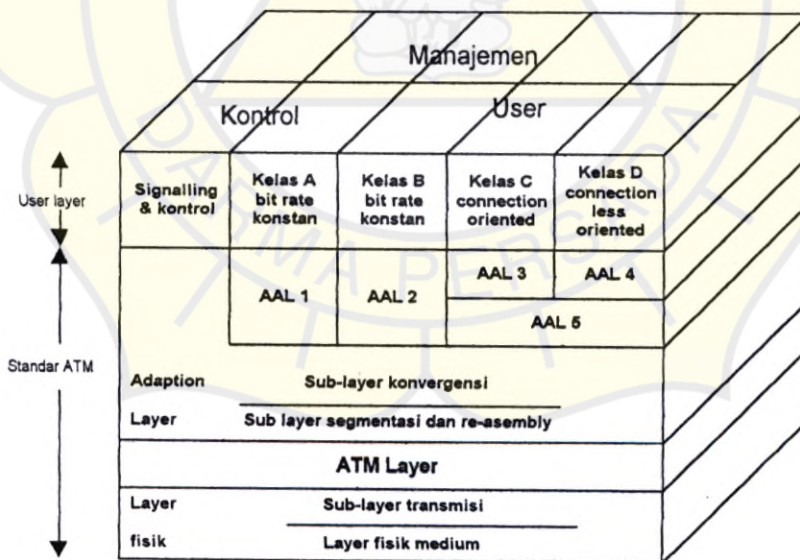 Manajemen
Kontrol User
User layer
Signalling & kontrol
Kelas A bit rate konstan
Kelas B bit rate konstan
Kelas C connection oriented
Kelas D connection less oriented
Standar ATM
AAL 1
AAL 2
AAL 3
AAL 4
AAL 5
Adaption Sub-layer konvergensi
Layer Sub layer segmentasi dan re-asembly
ATM Layer
Layer Sub-layer transmisi
fisik Layer fisik medium
DARMA PERSADA